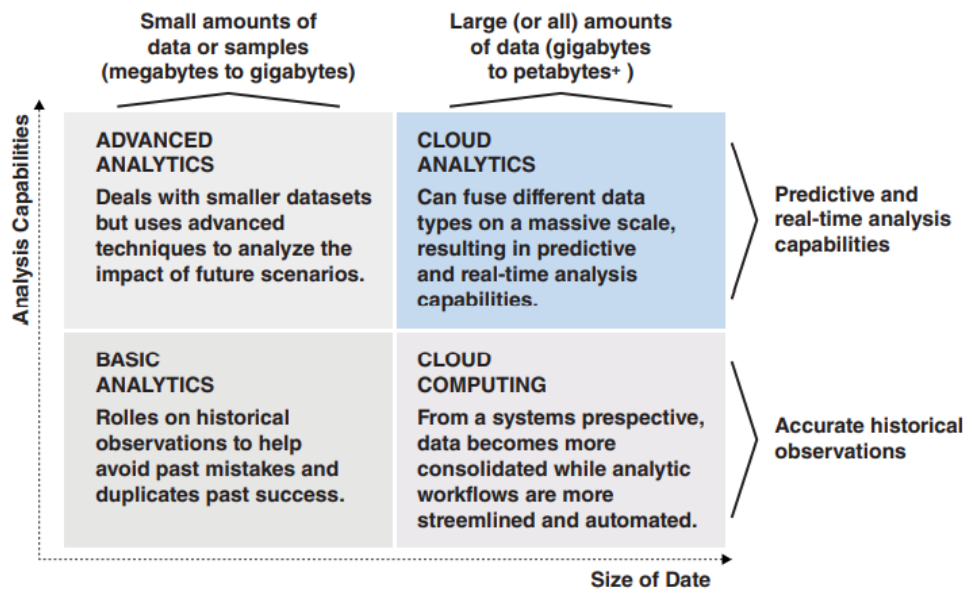 Small amounts of
data or samples
(megabytes to gigabytes)
Large (or all) amounts
of data (gigabytes
to petabytes+ )
Analysis Capabilities
ADVANCED
ANALYTICS
Deals with smaller datasets
but uses advanced
techniques to analyze the
impact of future scenarios.
CLOUD
ANALYTICS
Can fuse different data
types on a massive scale,
resulting in predictive
and real-time analysis
capabilities.
Predictive and
real-time analysis
capabilities
BASIC
ANALYTICS
Rolles on historical
observations to help
avoid past mistakes and
duplicates past success.
CLOUD
COMPUTING
From a systems prespective,
data becomes more
consolidated while analytic
workflows are more
streemlined and automated.
Accurate historical
observations
Size of Date